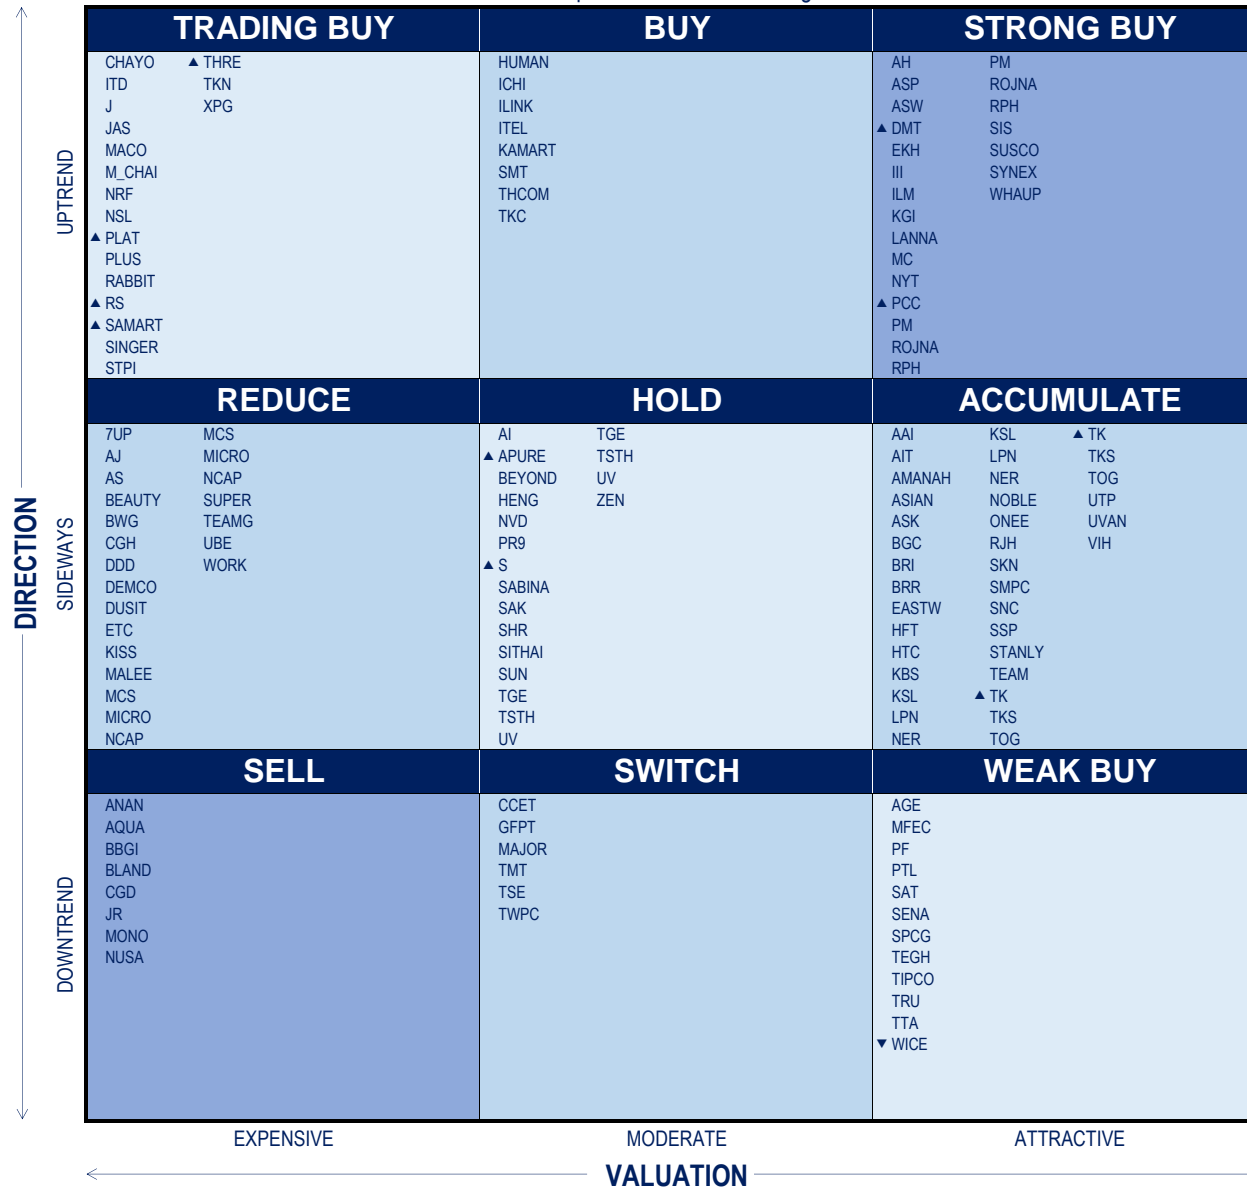 TRADING BUY BUY STRONG BUY
CHAYO ▲ THRE HUMAN AH PM
ITD TKN ICHI ASP ROJNA
J XPG ILINK ASW RPH
JAS ITEL ▲ DMT SIS
MACO KAMART EKH SUSCO
M_CHAI SMT III SYNEX
NRF THCOM ILM WHAUP
NSL TKC KGI
▲ PLAT LANNA
PLUS MC
RABBIT NYT
▲ RS ▲ PCC
▲ SAMART PM
SINGER ROJNA
STPI RPH
UPTREND
REDUCE HOLD ACCUMULATE
7UP MCS AI TGE AAI KSL ▲ TK
AJ MICRO ▲ APURE TSTH AIT LPN TKS
AS NCAP BEYOND UV AMANAH NER TOG
BEAUTY SUPER HENG ZEN ASIAN NOBLE UTP
BWG TEAMG NVD ASK ONEE UVAN
CGH UBE PR9 BGC RJH VIH
DDD WORK ▲ S BRI SKN
DEMCO SABINA BRR SMPC
DUSIT SAK EASTW SNC
ETC SHR HFT SSP
KISS SITHAI HTC STANLY
MALEE SUN KBS TEAM
MCS TGE KSL ▲ TK
MICRO TSTH LPN TKS
NCAP UV NER TOG
DIRECTION
SIDEWAYS
SELL SWITCH WEAK BUY
ANAN CCET AGE
AQUA GFPT MFEC
BBGI MAJOR PF
BLAND TMT PTL
CGD TSE SAT
JR TWPC SENA
MONO SPCG
NUSA TEGH
TIPCO
TRU
TTA
▼ WICE
DOWNTREND
EXPENSIVE MODERATE ATTRACTIVE
VALUATION